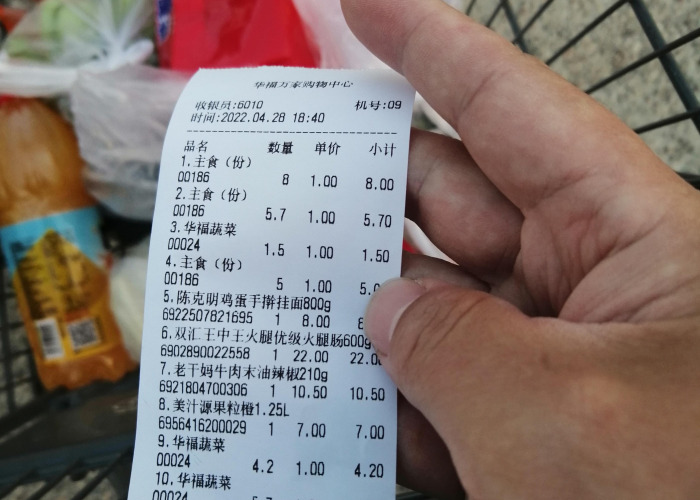 华福万家购物中心
收银员:6010 机号:09
时间:2022.04.28 18:40
品名 数量 单价 小计
1.主食(份)
00186 8 1.00 8.00
2.主食(份)
00186 5.7 1.00 5.70
3.华福蔬菜
00024 1.5 1.00 1.50
4.主食(份)
00186 5 1.00 5.0
5.陈克明鸡蛋手擀挂面800g
6922507821695 1 8.00
6.双汇王中王火腿优级火腿肠600g
6902890022558 1 22.00 22.0
7.老干妈牛肉末油辣椒210g
6921804700306 1 10.50 10.50
8.美汁源果粒橙1.25L
6956416200029 1 7.00 7.00
9.华福蔬菜
00024 4.2 1.00 4.20
10.华福蔬菜
00024